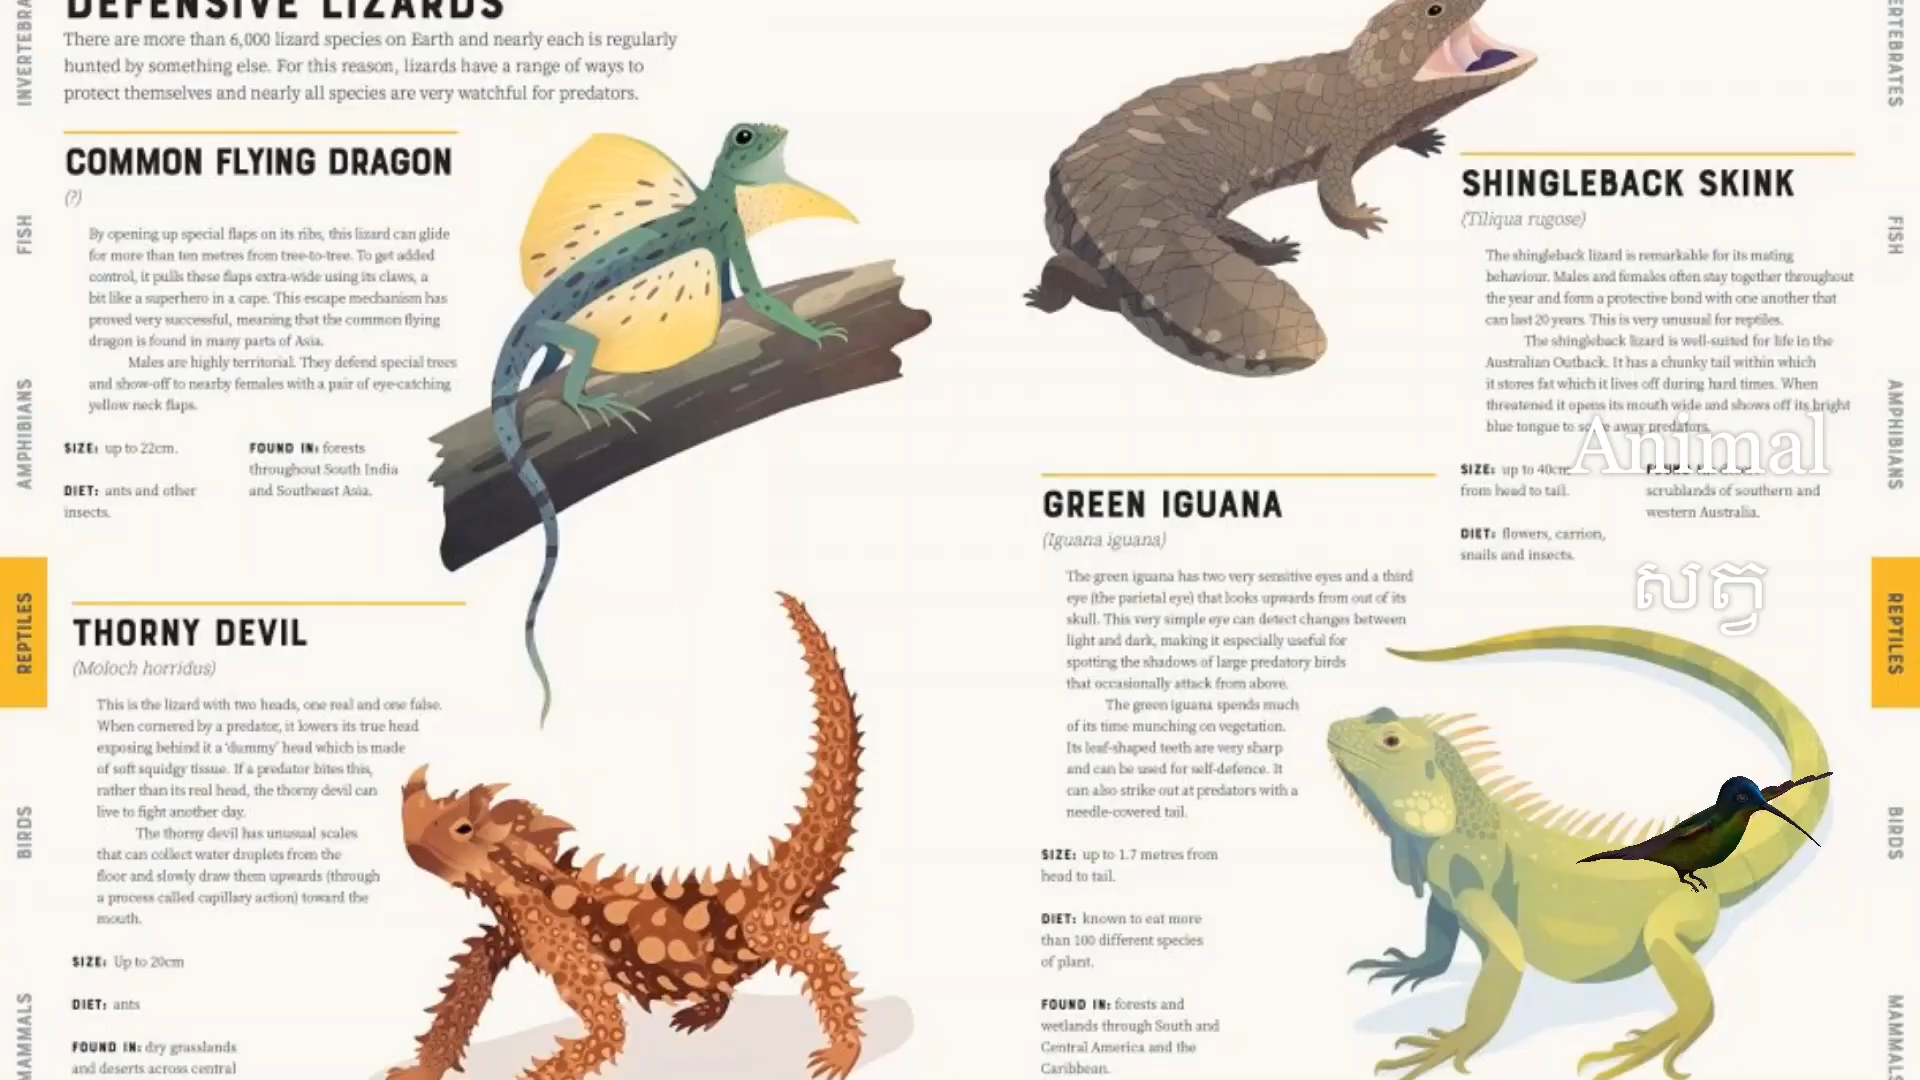 DEFENSIVE LIZARDS
There are more than 6,000 lizard species on Earth and nearly each is regularly
hunted by something else. For this reason, lizards have a range of ways to
protect themselves and nearly all species are very watchful for predators.
COMMON FLYING DRAGON
(?)
By opening up special flaps on its ribs, this lizard can glide
for more than ten metres from tree-to-tree. To get added
control, it pulls these flaps extra-wide using its claws, a
bit like a superhero in a cape. This escape mechanism has
proved very successful, meaning that the common flying
dragon is found in many parts of Asia.
Males are highly territorial. They defend special trees
and show-off to nearby females with a pair of eye-catching
yellow neck flaps.
SIZE: up to 22cm.
DIET: ants and other
insects.
FOUND IN: forests
throughout South India
and Southeast Asia.
THORNY DEVIL
(Moloch horridus)
This is the lizard with two heads, one real and one false.
When cornered by a predator, it lowers its true head
exposing behind it a 'dummy' head which is made
of soft squidgy tissue. If a predator bites this,
rather than its real head, the thorny devil can
live to fight another day.
The thorny devil has unusual scales
that can collect water droplets from the
floor and slowly draw them upwards (through
a process called capillary action) toward the
mouth.
SIZE: Up to 20cm
DIET: ants
FOUND IN: dry grasslands
and deserts across central
SHINGLEBACK SKINK
(Tiliqua rugose)
The shingleback lizard is remarkable for its mating
behaviour. Males and females often stay together throughout
the year and form a protective bond with one another that
can last 20 years. This is very unusual for reptiles.
The shingleback lizard is well-suited for life in the
Australian Outback. It has a chunky tail within which
it stores fat which it lives off during hard times. When
threatened it opens its mouth wide and shows off its bright
blue tongue to away predators.
SIZE: up to 40cm
from head to tail.
DIET: flowers, carrion,
snails and insects.
scrublands of southern and
western Australia.
Animal
សត្វ
GREEN IGUANA
(Iguana iguana)
The green iguana has two very sensitive eyes and a third
eye (the parietal eye) that looks upwards from out of its
skull. This very simple eye can detect changes between
light and dark, making it especially useful for
spotting the shadows of large predatory birds
that occasionally attack from above.
The green iguana spends much
of its time munching on vegetation.
Its leaf-shaped teeth are very sharp
and can be used for self-defence. It
can also strike out at predators with a
needle-covered tail.
SIZE: up to 1.7 metres from
head to tail.
DIET: known to eat more
than 100 different species
of plant.
FOUND IN: forests and
wetlands through South and
Central America and the
Caribbean.
INVERTEBRA
FISH
AMPHIBIANS
REPTILES
BIRDS
MAMMALS
ERTEBRATES
FISH
AMPHIBIANS
REPTILES
BIRDS
MAMMALS